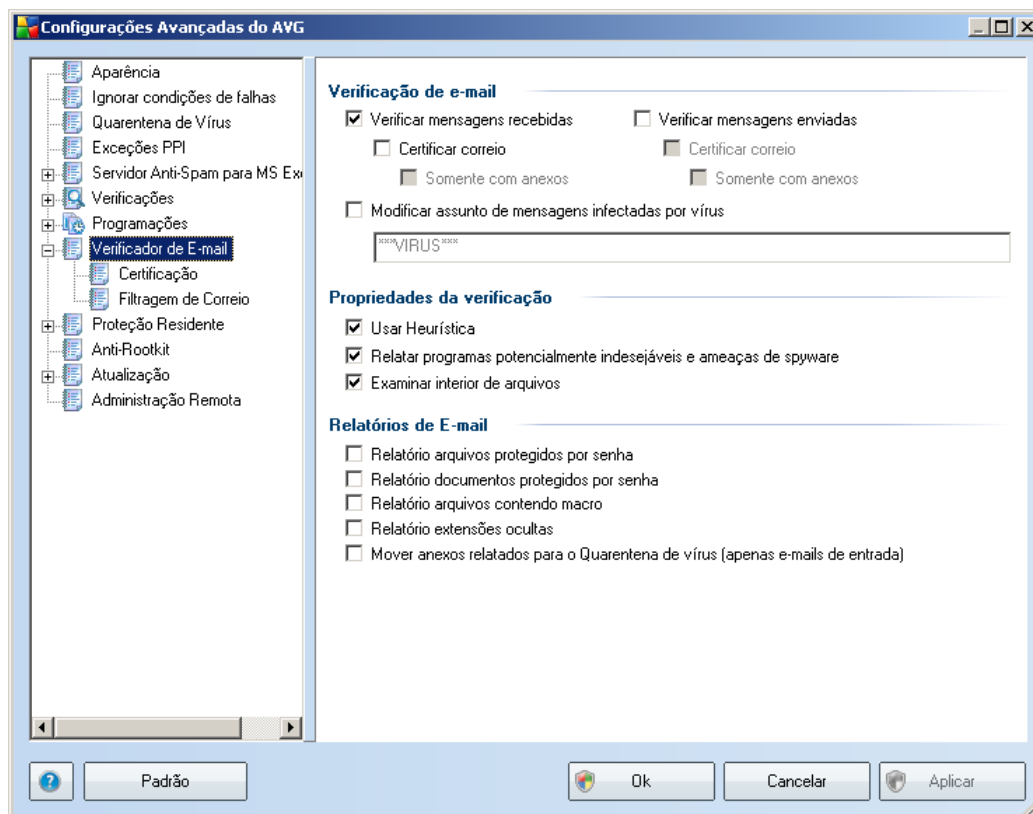 Configurações Avançadas do AVG
Aparência
Ignorar condições de falhas
Quarentena de Vírus
Exceções PPI
Servidor Anti-Spam para MS Ex
Verificações
Programações
Verificador de E-mail
Certificação
Filtragem de Correio
Proteção Residente
Anti-Rootkit
Atualização
Administração Remota
Verificação de e-mail
Verificar mensagens recebidas
Verificar mensagens enviadas
Certificar correio
Certificar correio
Somente com anexos
Somente com anexos
Modificar assunto de mensagens infectadas por vírus
***VIRUS***
Propriedades da verificação
Usar Heurística
Relatar programas potencialmente indesejáveis e ameaças de spyware
Examinar interior de arquivos
Relatórios de E-mail
Relatório arquivos protegidos por senha
Relatório documentos protegidos por senha
Relatório arquivos contendo macro
Relatório extensões ocultas
Mover anexos relatados para o Quarentena de vírus (apenas e-mails de entrada)
Padrão
Ok
Cancelar
Aplicar